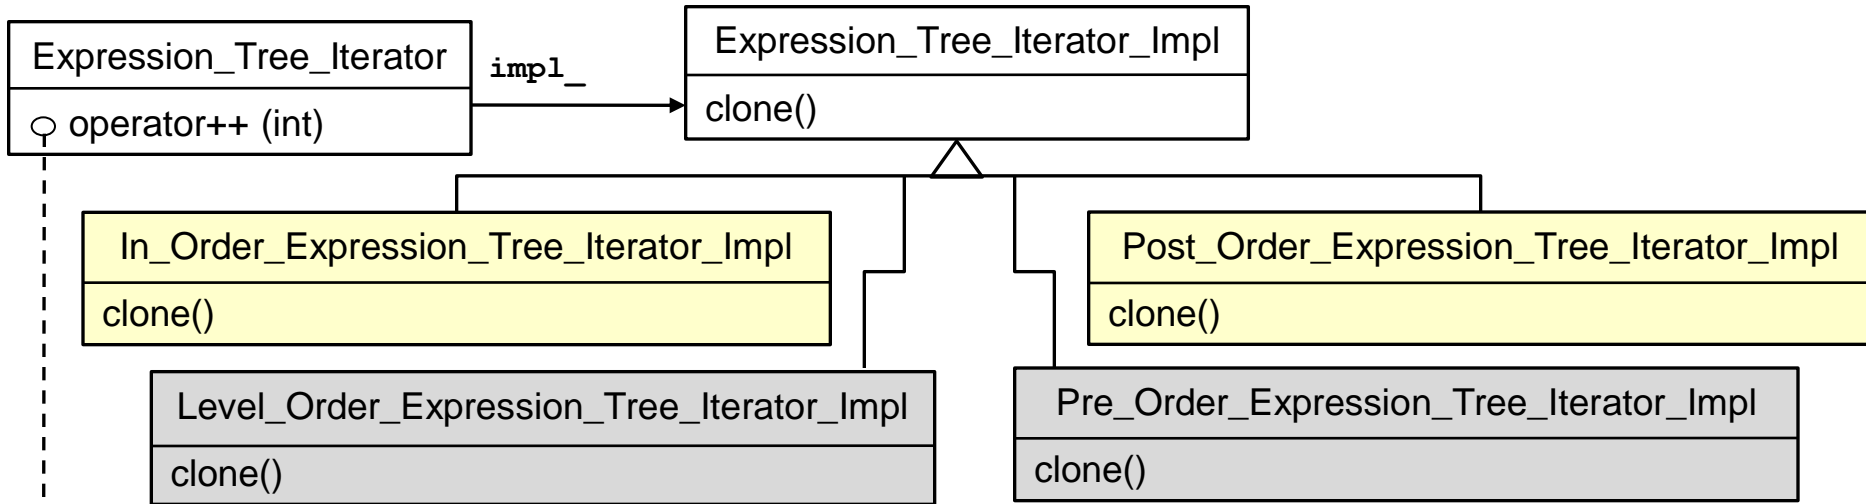 Expression_Tree_Iterator
operator++ (int)
impl_
Expression_Tree_Iterator_Impl
clone()
In_Order_Expression_Tree_Iterator_Impl
clone()
Post_Order_Expression_Tree_Iterator_Impl
clone()
Level_Order_Expression_Tree_Iterator_Impl
clone()
Pre_Order_Expression_Tree_Iterator_Impl
clone()